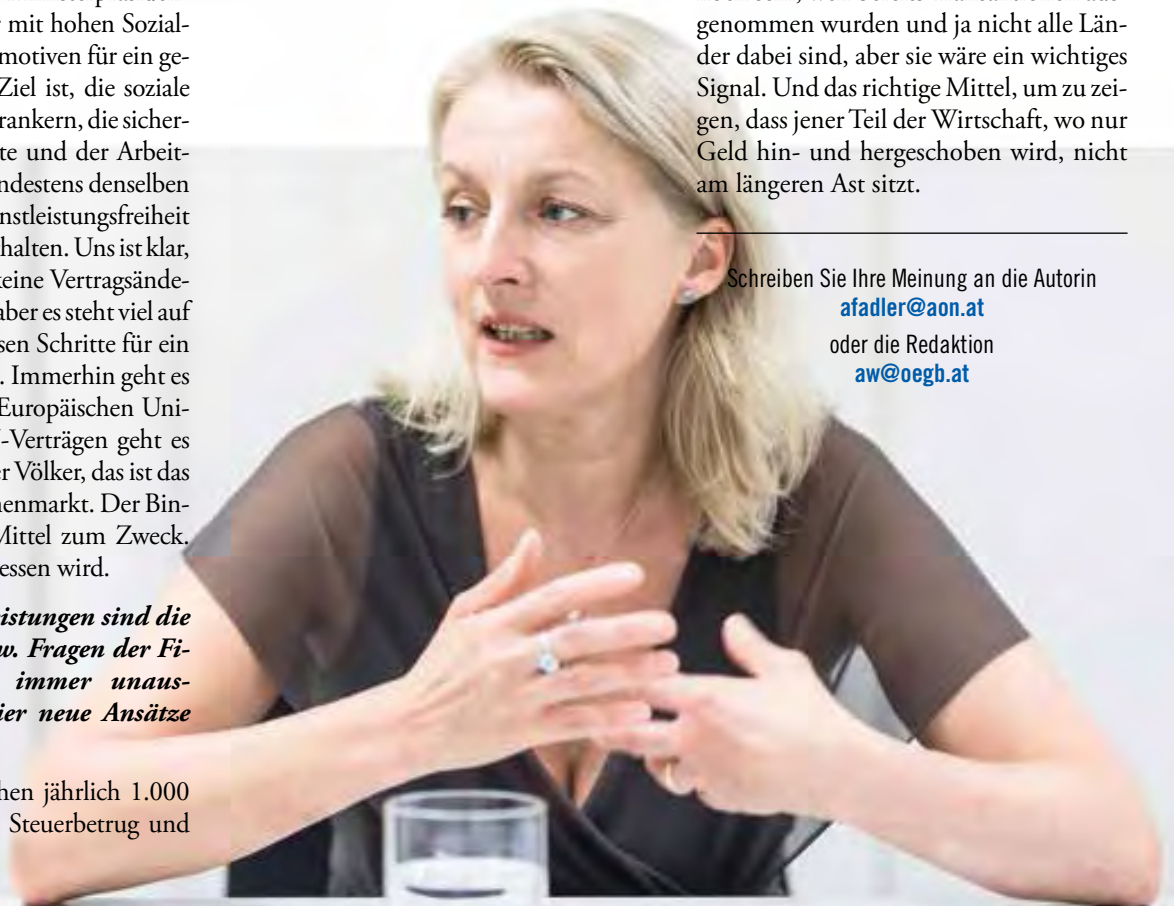 mit hohen Sozial-
motiven für ein ge-
Ziel ist, die soziale
rankern, die sicher-
te und der Arbeit-
ndestens denselben
nstleistungsfreiheit
halten. Uns ist klar,
keine Vertragsände-
aber es steht viel auf
sen Schritte für ein
. Immerhin geht es
Europäischen Uni-
-Verträgen geht es
er Völker, das ist das
nenmarkt. Der Bin-
Mittel zum Zweck.
essen wird.
eistungen sind die
w. Fragen der Fi-
immer unaus-
ier neue Ansätze
hen jährlich 1.000
Steuerbetrug und
genommen wurden und ja nicht alle Län-
der dabei sind, aber sie wäre ein wichtiges
Signal. Und das richtige Mittel, um zu zei-
gen, dass jener Teil der Wirtschaft, wo nur
Geld hin- und hergeschoben wird, nicht
am längeren Ast sitzt.
Schreiben Sie Ihre Meinung an die Autorin
afadler@aon.at
oder die Redaktion
aw@oegb.at